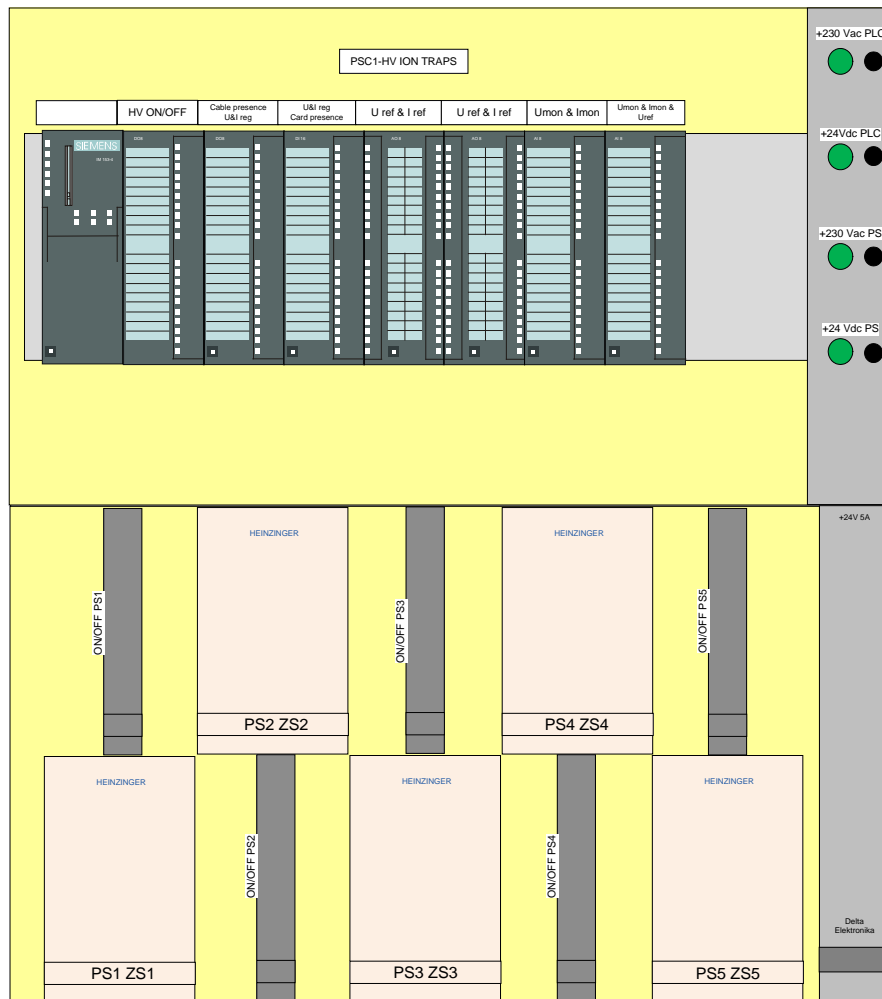 +230 Vac PLC
PSC1-HV ION TRAPS
HV ON/OFF
Cable presence
U&I reg
U&I reg
Card presence
U ref & I ref
U ref & I ref
Umon & Imon
Umon & Imon &
Uref
SIEMENS
+24Vdc PLC
+230 Vac PS
+24 Vdc PS
+24V 5A
HEINZINGER
HEINZINGER
ON/OFF PS1
ON/OFF PS3
ON/OFF PS5
PS2 ZS2
PS4 ZS4
HEINZINGER
HEINZINGER
HEINZINGER
ON/OFF PS2
ON/OFF PS4
Delta
Elektronika
PS1 ZS1
PS3 ZS3
PS5 ZS5